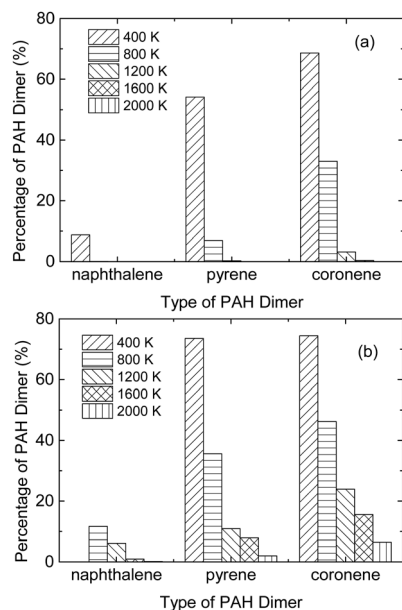 80
(a)
400 K
800 K
1200 K
1600 K
2000 K
60
40
20
0
Percentage of PAH Dimer (%)
naphthalene pyrene coronene
Type of PAH Dimer
80
(b)
400 K
800 K
1200 K
1600 K
2000 K
60
40
20
0
Percentage of PAH Dimer (%)
naphthalene pyrene coronene
Type of PAH Dimer